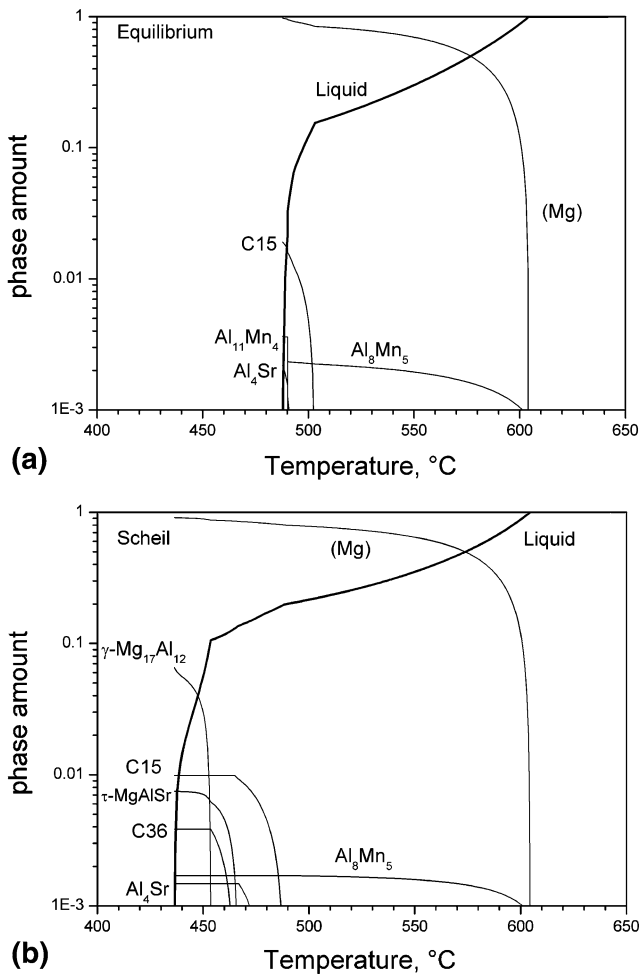 1
Equilibrium
Liquid
0.1
(Mg)
C15
0.01
Al₁₁Mn₄
Al₈Mn₅
Al₄Sr
1E-3
400 450 500 550 600 650
phase amount
(a)
Temperature, °C
1
Scheil
(Mg)
Liquid
0.1
γ-Mg₁₇Al₁₂
C15
0.01
τ-MgAlSr
C36
Al₈Mn₅
Al₄Sr
1E-3
400 450 500 550 600 650
phase amount
(b)
Temperature, °C